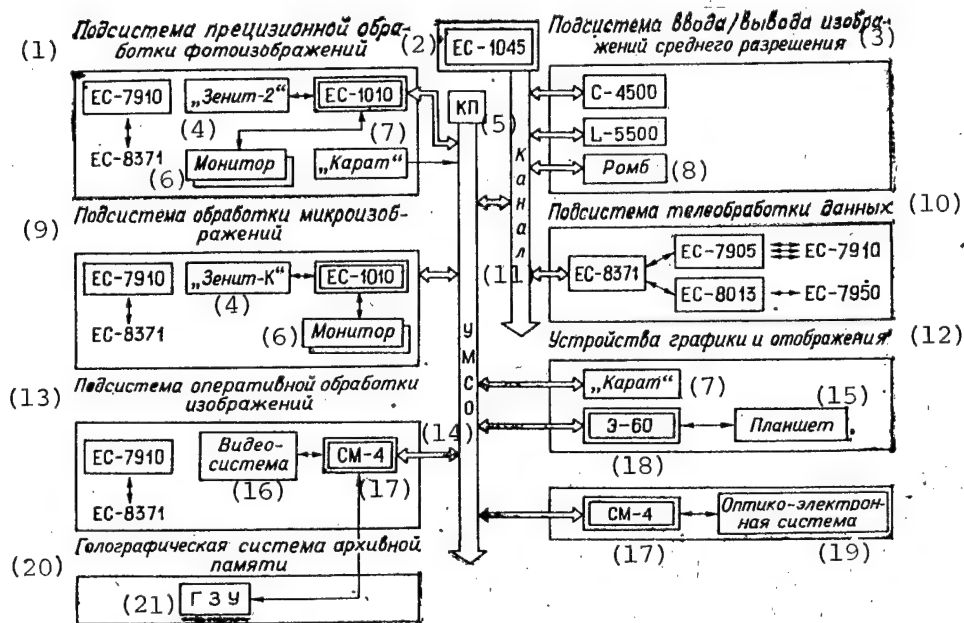 Подсистема прецизионной обра-
ботки фотоизображений
(1)
ЕС-7910
„Зенит-2“
ЕС-1010
(4)
(7)
ЕС-8371
Монитор
(6)
„Карат“
(2)
ЕС-1045
КП
(5)
Канал
(11)
УМСО
Подсистема ввода/вывода изобра-
жений среднего разрешения
(3)
С-4500
L-5500
Ромб
(8)
(9)
Подсистема обработки микроизоб-
ражений
ЕС-7910
„Зенит-К“
ЕС-1010
(4)
ЕС-8371
(6)
Монитор
Подсистема телеобработки данных
(10)
ЕС-8371
ЕС-7905
ЕС-7910
ЕС-8013
ЕС-7950
Устройства графики и отображения
(12)
„Карат“
(7)
(15)
Э-60
Планшет
(18)
(13)
Подсистема оперативной обработки
изображений
(14)
ЕС-7910
Видео-
система
СМ-4
(16)
(17)
ЕС-8371
СМ-4
Оптико-электрон-
ная система
(17)
(19)
(20)
Голографическая система архивной
памяти
(21)
ГЗУ